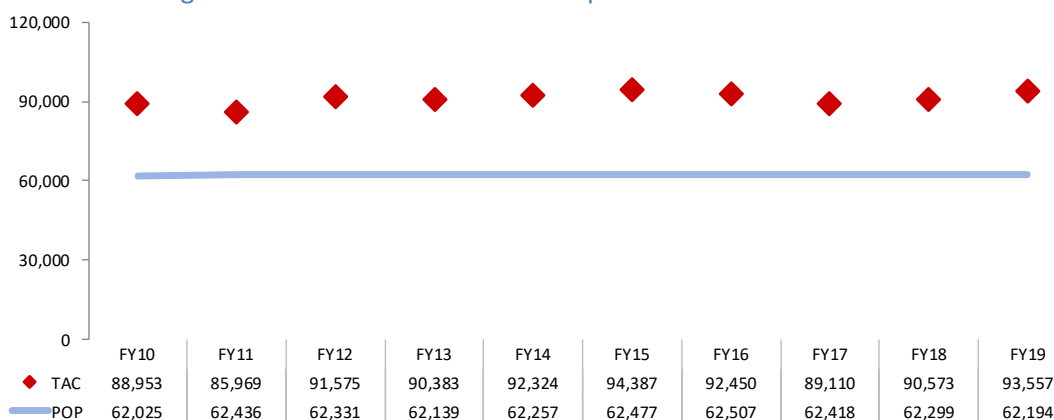 120,000
90,000
60,000
30,000
0
FY10 FY11 FY12 FY13 FY14 FY15 FY16 FY17 FY18 FY19
TAC 88,953 85,969 91,575 90,383 92,324 94,387 92,450 89,110 90,573 93,557
POP 62,025 62,436 62,331 62,139 62,257 62,477 62,507 62,418 62,299 62,194